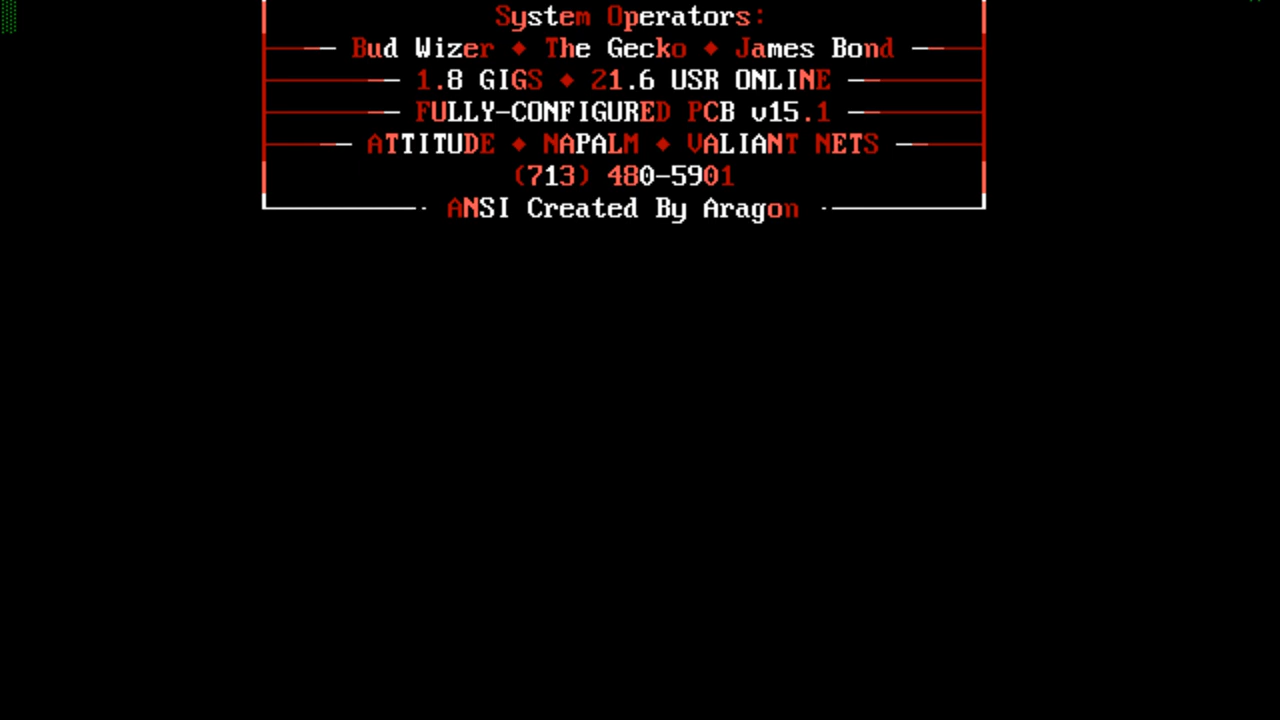 System Operators:
Bud Wizer ◆ The Gecko ◆ James Bond
1.8 GIGS ◆ 21.6 USR ONLINE
FULLY-CONFIGURED PCB v15.1
ATTITUDE ◆ NAPALM ◆ VALIANT NETS
(713) 480-5901
ANSI Created By Aragon